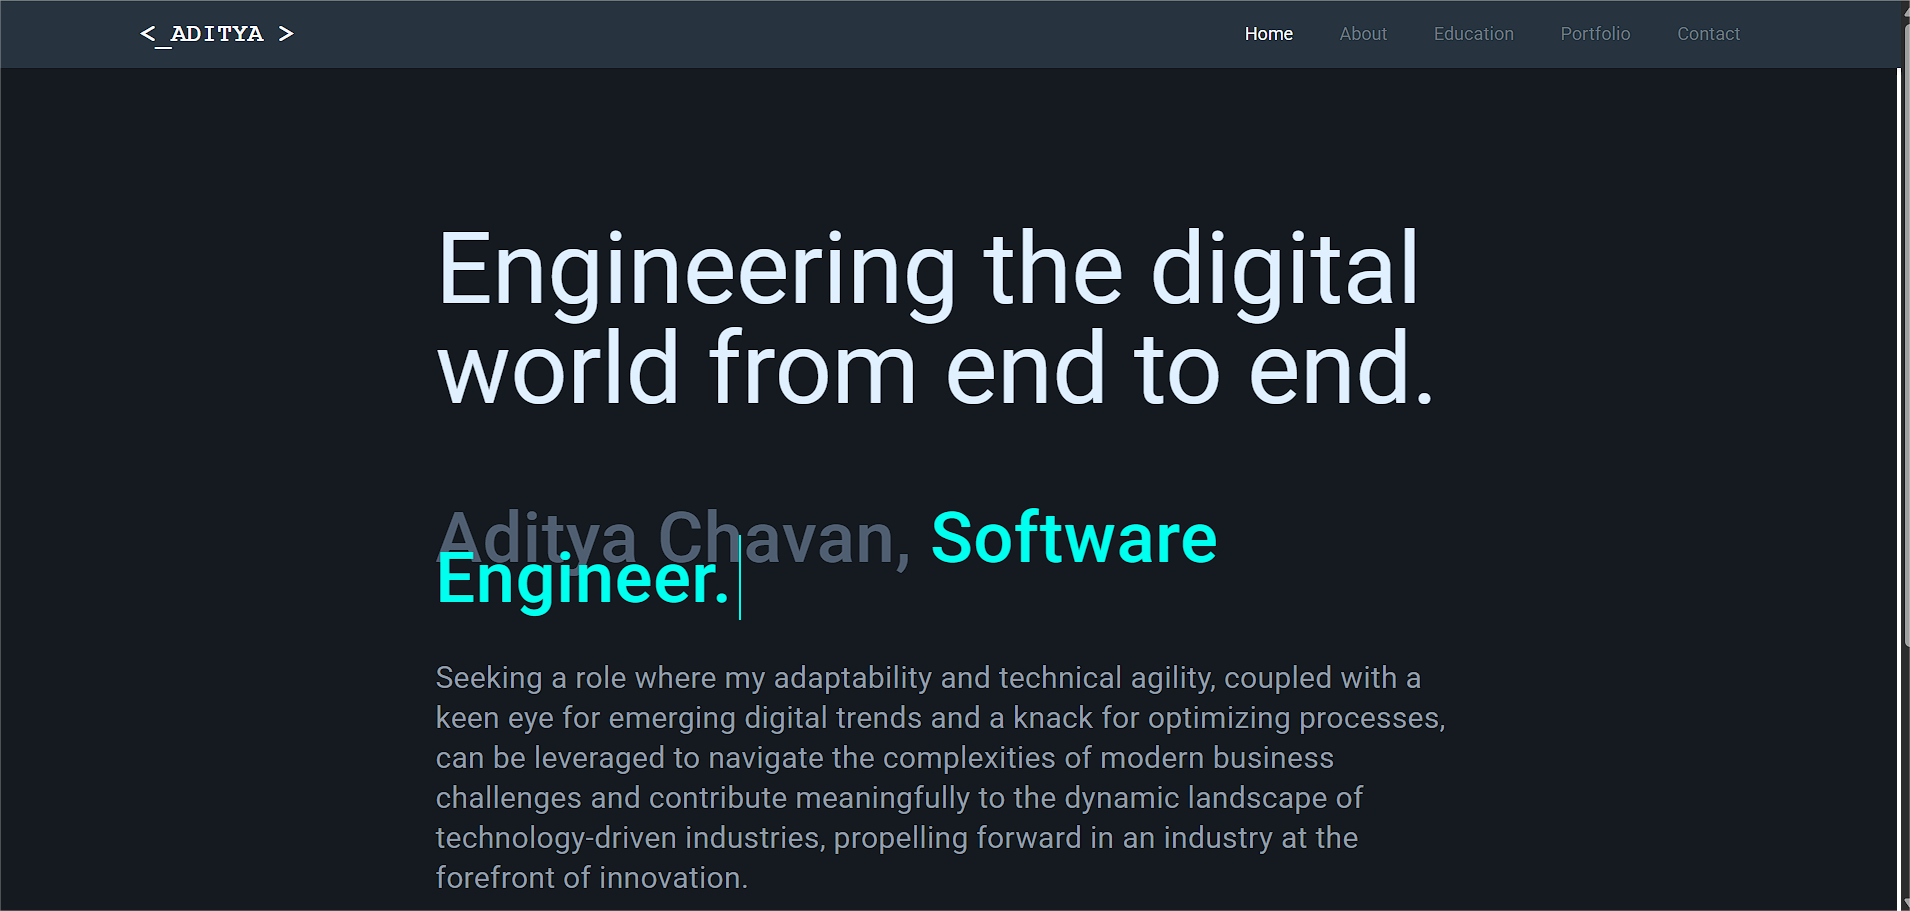 <_ADITYA >
Home About Education Portfolio Contact
Engineering the digital
world from end to end.
Aditya Chavan, Software
Engineer.
Seeking a role where my adaptability and technical agility, coupled with a
keen eye for emerging digital trends and a knack for optimizing processes,
can be leveraged to navigate the complexities of modern business
challenges and contribute meaningfully to the dynamic landscape of
technology-driven industries, propelling forward in an industry at the
forefront of innovation.